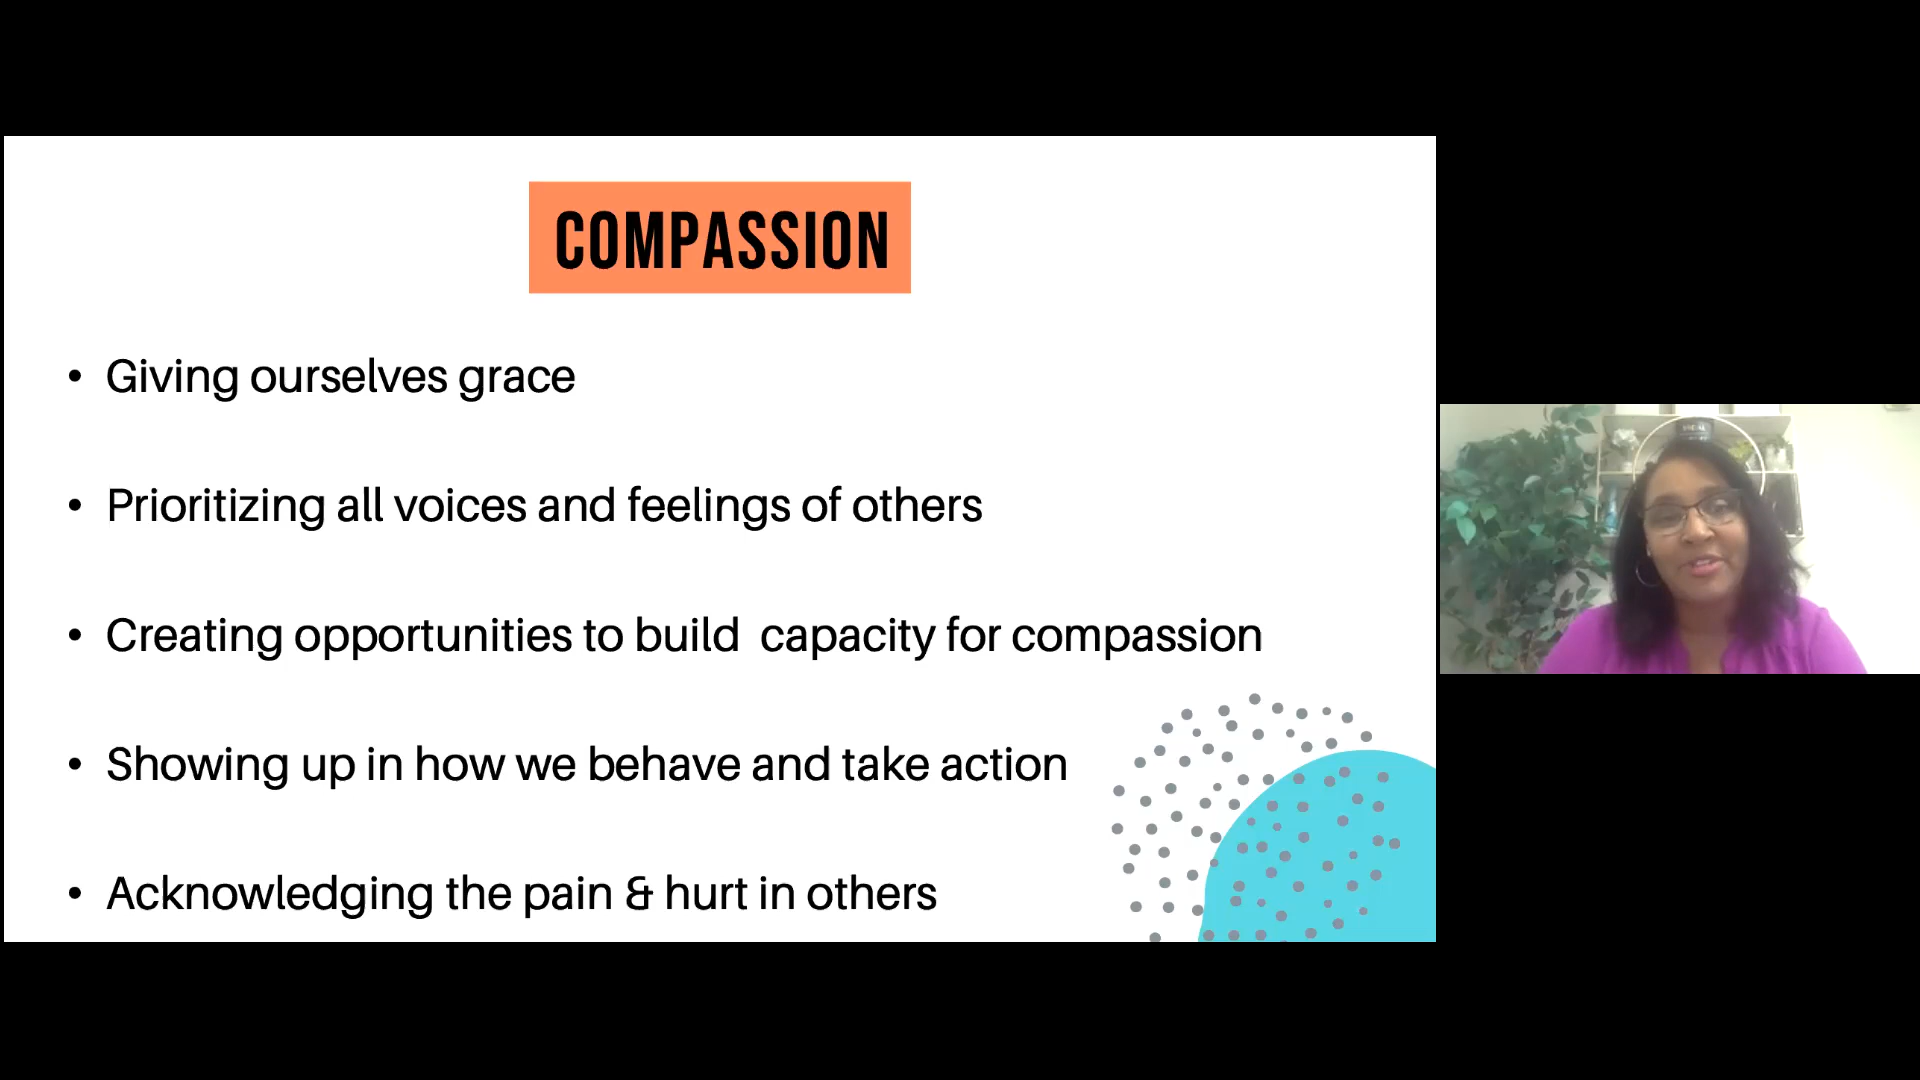 COMPASSION
• Giving ourselves grace
• Prioritizing all voices and feelings of others
• Creating opportunities to build  capacity for compassion
• Showing up in how we behave and take action
• Acknowledging the pain & hurt in others